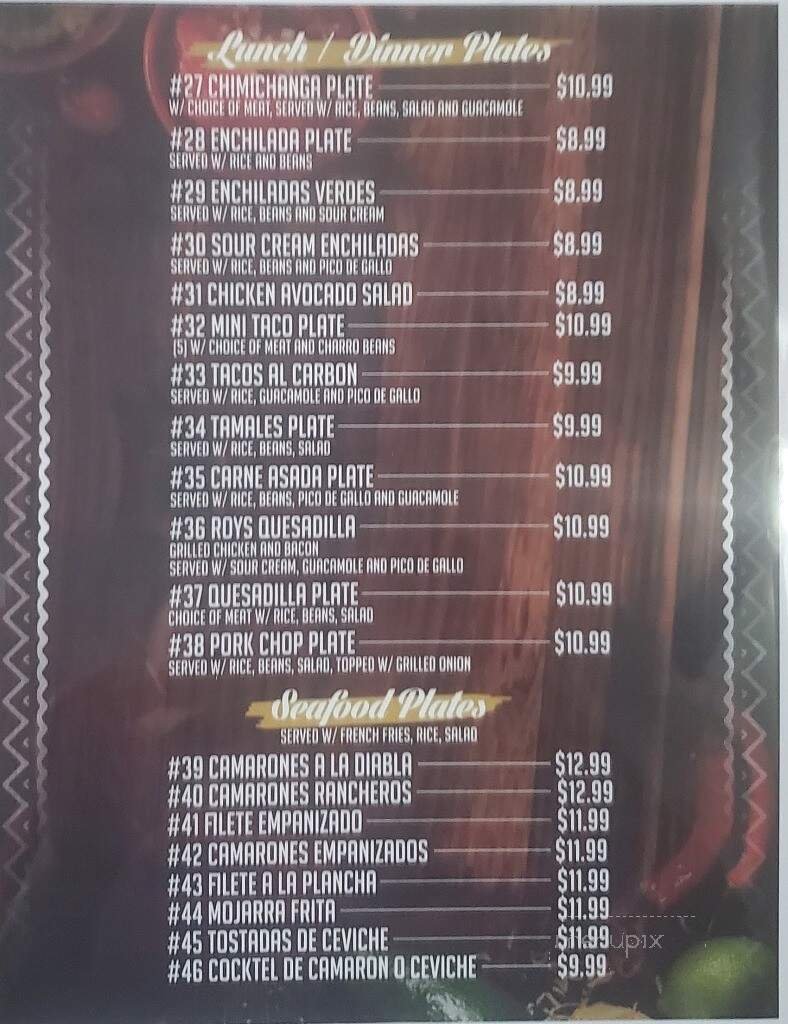 Lunch / Dinner Plates
#27 CHIMICHANGA PLATE $10.99
W/ CHOICE OF MEAT, SERVED W/ RICE, BEANS, SALAD AND GUACAMOLE
#28 ENCHILADA PLATE $8.99
SERVED W/ RICE AND BEANS
#29 ENCHILADAS VERDES $8.99
SERVED W/ RICE, BEANS AND SOUR CREAM
#30 SOUR CREAM ENCHILADAS $8.99
SERVED W/ RICE, BEANS AND PICO DE GALLO
#31 CHICKEN AVOCADO SALAD $8.99
#32 MINI TACO PLATE $10.99
(5) W/ CHOICE OF MEAT AND CHARRO BEANS
#33 TACOS AL CARBON $9.99
SERVED W/ RICE, GUACAMOLE AND PICO DE GALLO
#34 TAMALES PLATE $9.99
SERVED W/ RICE, BEANS, SALAD
#35 CARNE ASADA PLATE $10.99
SERVED W/ RICE, BEANS, PICO DE GALLO AND GUACAMOLE
#36 ROYS QUESADILLA $10.99
GRILLED CHICKEN AND BACON
SERVED W/ SOUR CREAM, GUACAMOLE AND PICO DE GALLO
#37 QUESADILLA PLATE $10.99
CHOICE OF MEAT W/ RICE, BEANS, SALAD
#38 PORK CHOP PLATE $10.99
SERVED W/ RICE, BEANS, SALAD, TOPPED W/ GRILLED ONION
Seafood Plates
SERVED W/ FRENCH FRIES, RICE, SALAD
#39 CAMARONES A LA DIABLA $12.99
#40 CAMARONES RANCHEROS $12.99
#41 FILETE EMPANIZADO $11.99
#42 CAMARONES EMPANIZADOS $11.99
#43 FILETE A LA PLANCHA $11.99
#44 MOJARRA FRITA $11.99
#45 TOSTADAS DE CEVICHE $11.99
#46 COCKTEL DE CAMARON O CEVICHE $9.99
menupix